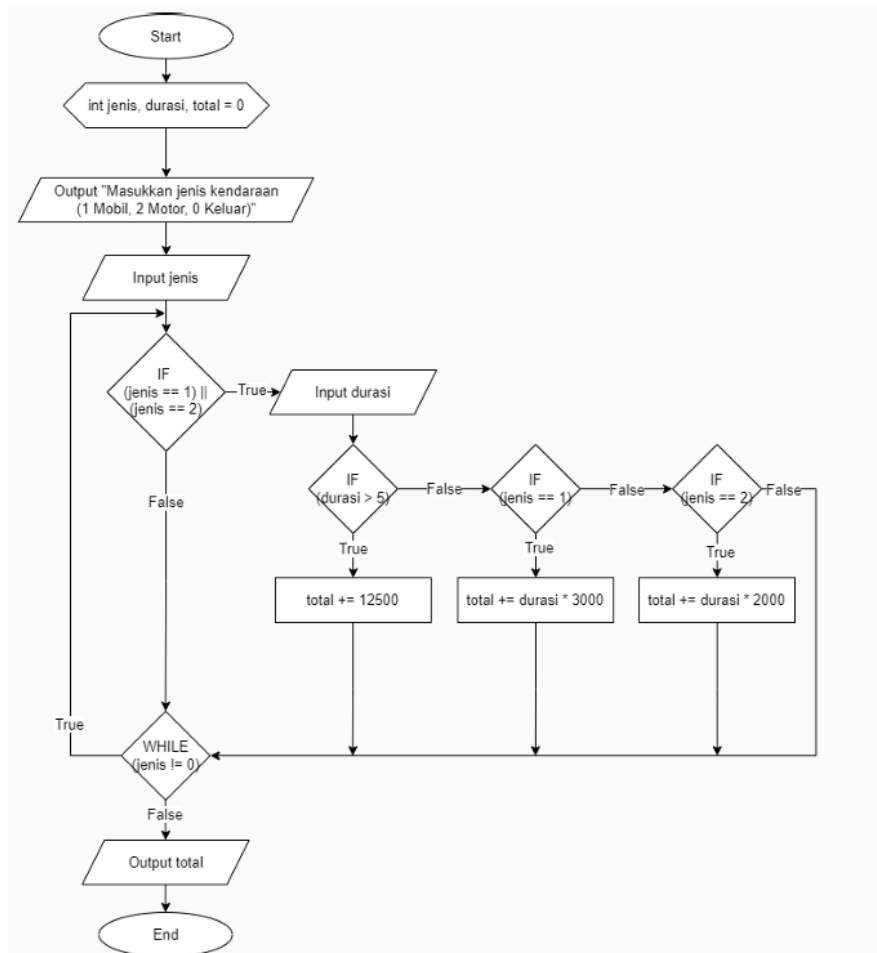 Start
int jenis, durasi, total = 0
Output "Masukkan jenis kendaraan
(1 Mobil, 2 Motor, 0 Keluar)"
Input jenis
IF
(jenis == 1) ||
(jenis == 2)
True
Input durasi
False
IF
(durasi > 5)
False
IF
(jenis == 1)
False
IF
(jenis == 2)
False
True
True
True
total += 12500
total += durasi * 3000
total += durasi * 2000
True
WHILE
(jenis != 0)
False
Output total
End